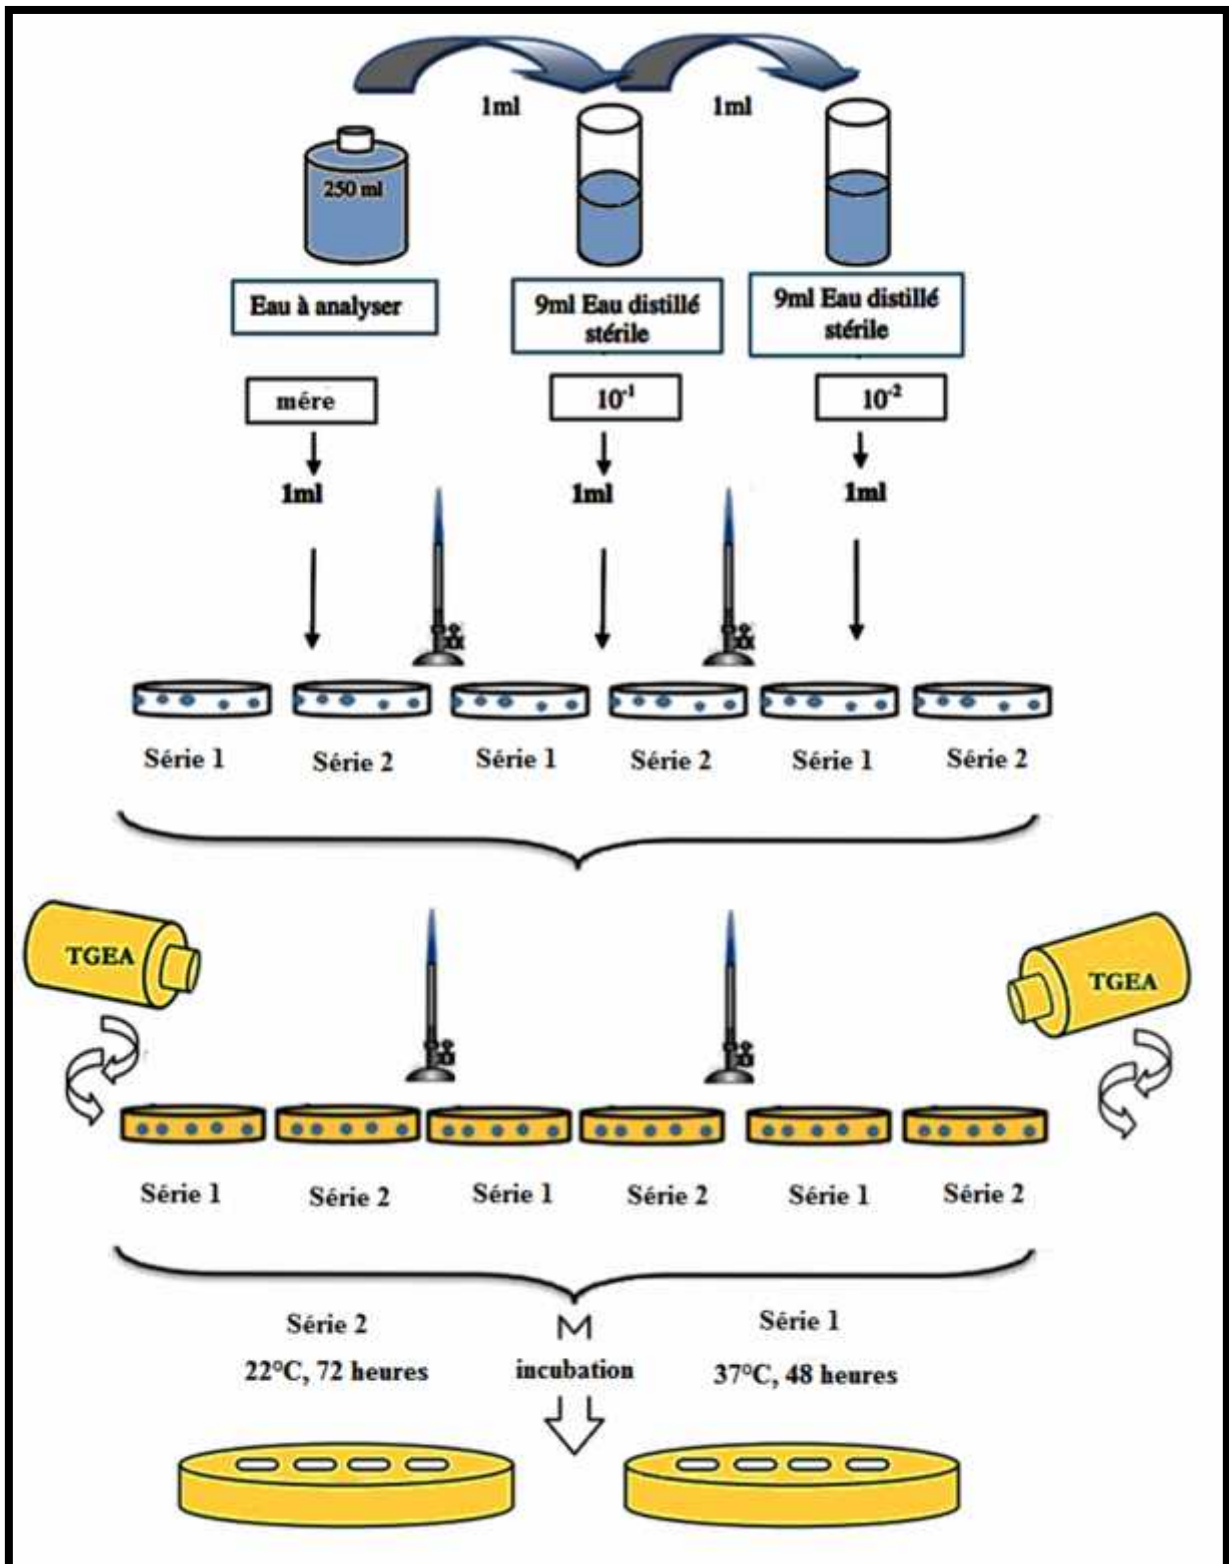 1ml
1ml
250 ml
Eau à analyser
9ml Eau distillé
stérile
9ml Eau distillé
stérile
mére
10⁻¹
10⁻²
1ml
1ml
1ml
Série 1
Série 2
Série 1
Série 2
Série 1
Série 2
TGEA
TGEA
Série 1
Série 2
Série 1
Série 2
Série 1
Série 2
Série 2
22°C, 72 heures
incubation
Série 1
37°C, 48 heures